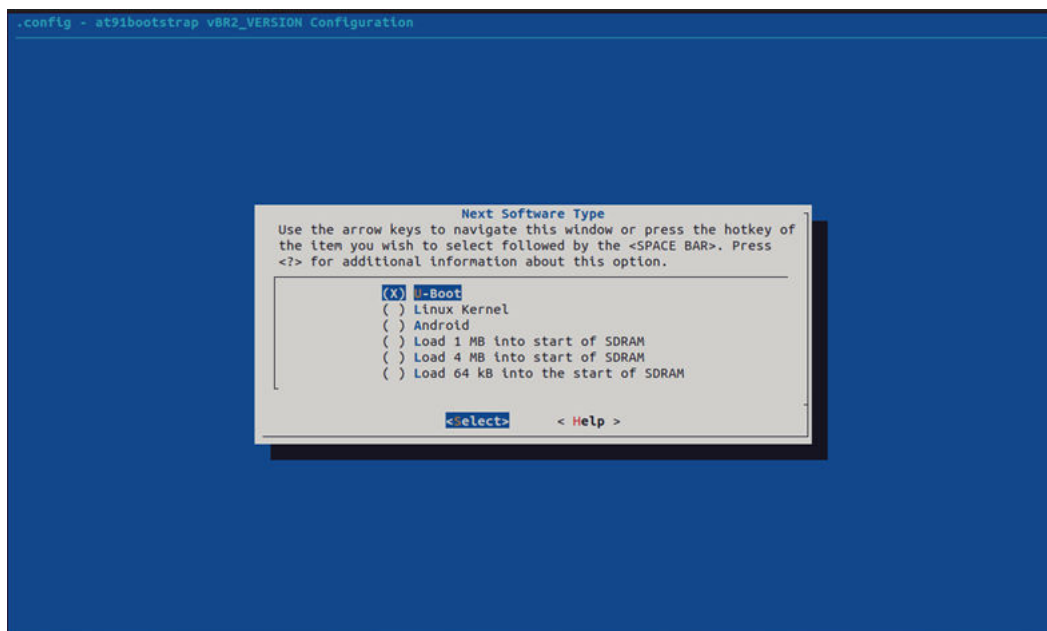 .config - at91bootstrap vBR2_VERSION Configuration
Next Software Type
Use the arrow keys to navigate this window or press the hotkey of
the item you wish to select followed by the <SPACE BAR>. Press
<?> for additional information about this option.
(X) U-Boot
( ) Linux Kernel
( ) Android
( ) Load 1 MB into start of SDRAM
( ) Load 4 MB into start of SDRAM
( ) Load 64 kB into the start of SDRAM
<Select> < Help >